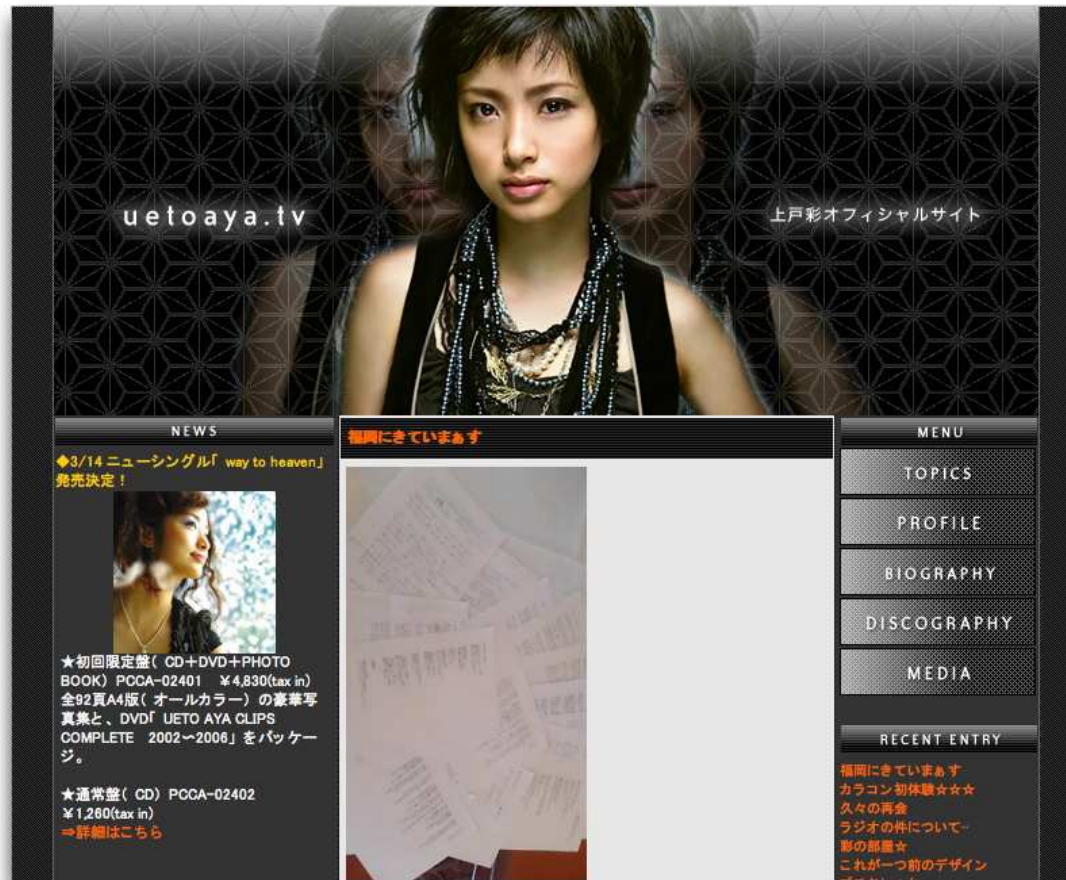 uetoaya.tv
上戸彩オフィシャルサイト
NEWS
◆3/14 ニューシングル「 way to heaven」
発売決定！
★初回限定盤( CD＋DVD＋PHOTO
BOOK) PCCA-02401 ￥4,830(tax in)
全92頁A4版( オールカラー) の豪華写
真集と、DVD「 UETO AYA CLIPS
COMPLETE 2002～2006」をパッケー
ジ。
★通常盤( CD) PCCA-02402
￥1,260(tax in)
⇒詳細はこちら
福岡にきていまぁす
MENU
TOPICS
PROFILE
BIOGRAPHY
DISCOGRAPHY
MEDIA
RECENT ENTRY
福岡にきていまぁす
カラコン初体験☆☆☆
久々の再会
ラジオの件について…
彩の部屋☆
これが一つ前のデザイン